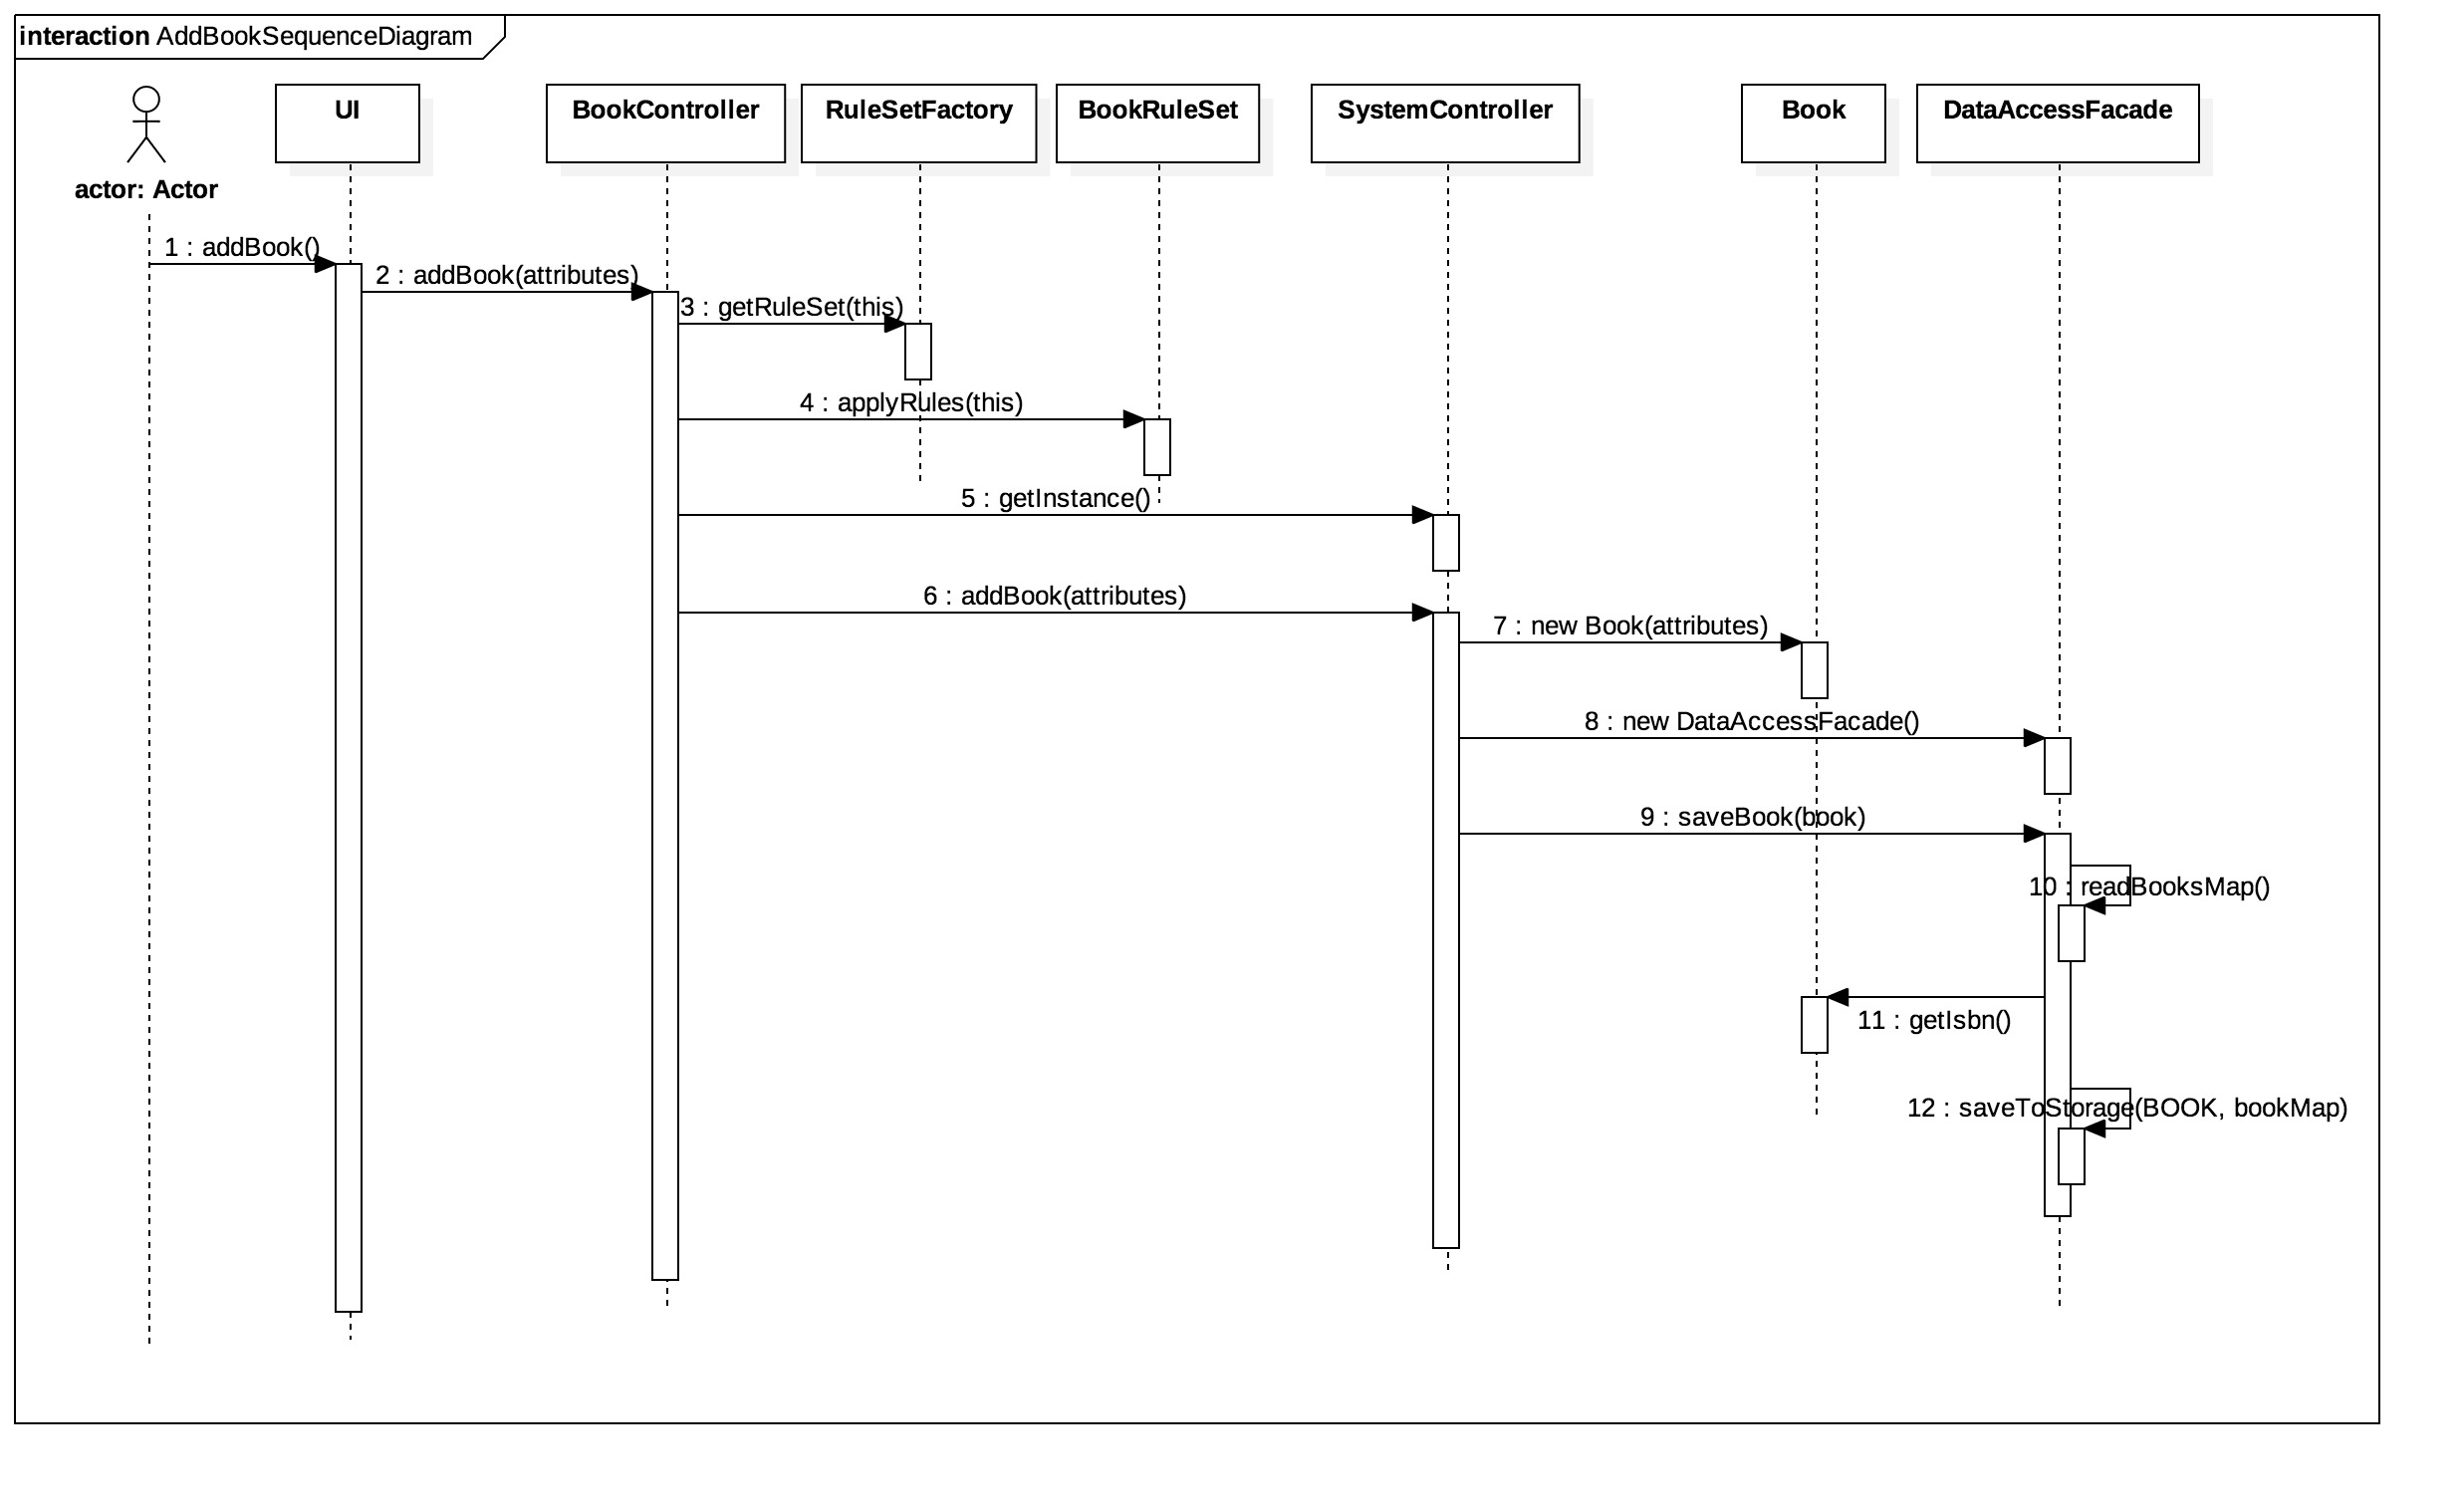 interaction AddBookSequenceDiagram
UI
BookController
RuleSetFactory
BookRuleSet
SystemController
Book
DataAccessFacade
actor: Actor
1 : addBook()
2 : addBook(attributes)
3 : getRuleSet(this)
4 : applyRules(this)
5 : getInstance()
6 : addBook(attributes)
7 : new Book(attributes)
8 : new DataAccessFacade()
9 : saveBook(book)
10 : readBooksMap()
11 : getIsbn()
12 : saveToStorage(BOOK, bookMap)